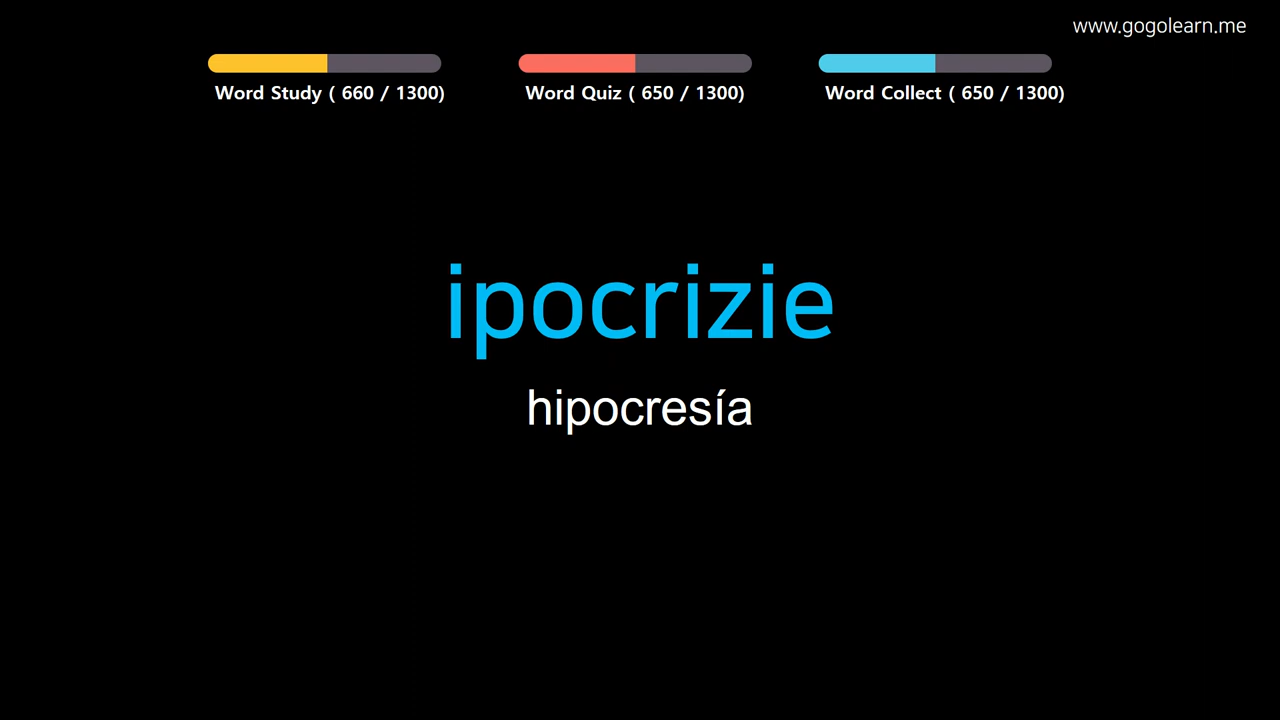 www.gogolearn.me
Word Study ( 660 / 1300)
Word Quiz ( 650 / 1300)
Word Collect ( 650 / 1300)
ipocrizie
hipocresía